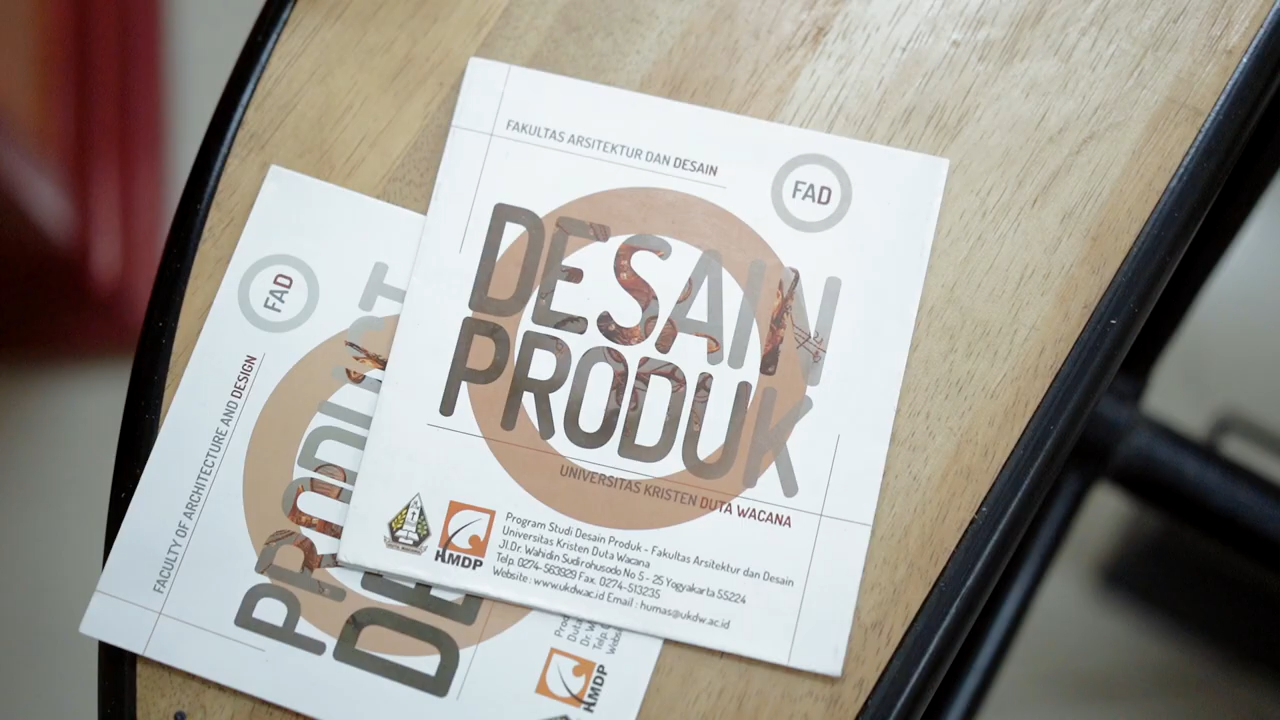 FAKULTAS ARSITEKTUR DAN DESAIN
FAD
DESAIN
PRODUK
UNIVERSITAS KRISTEN DUTA WACANA
HMDP
Program Studi Desain Produk - Fakultas Arsitektur dan Desain
Universitas Kristen Duta Wacana
Jl.Dr. Wahidin Sudirohusodo No 5 - 25 Yogyakarta 55224
Telp. 0274-563929 Fax. 0274-513235
Website : www.ukdw.ac.id Email : humas@ukdw.ac.id
FAD
FACULTY OF ARCHITECTURE AND DESIGN
PRODUCT
DE
HMDP